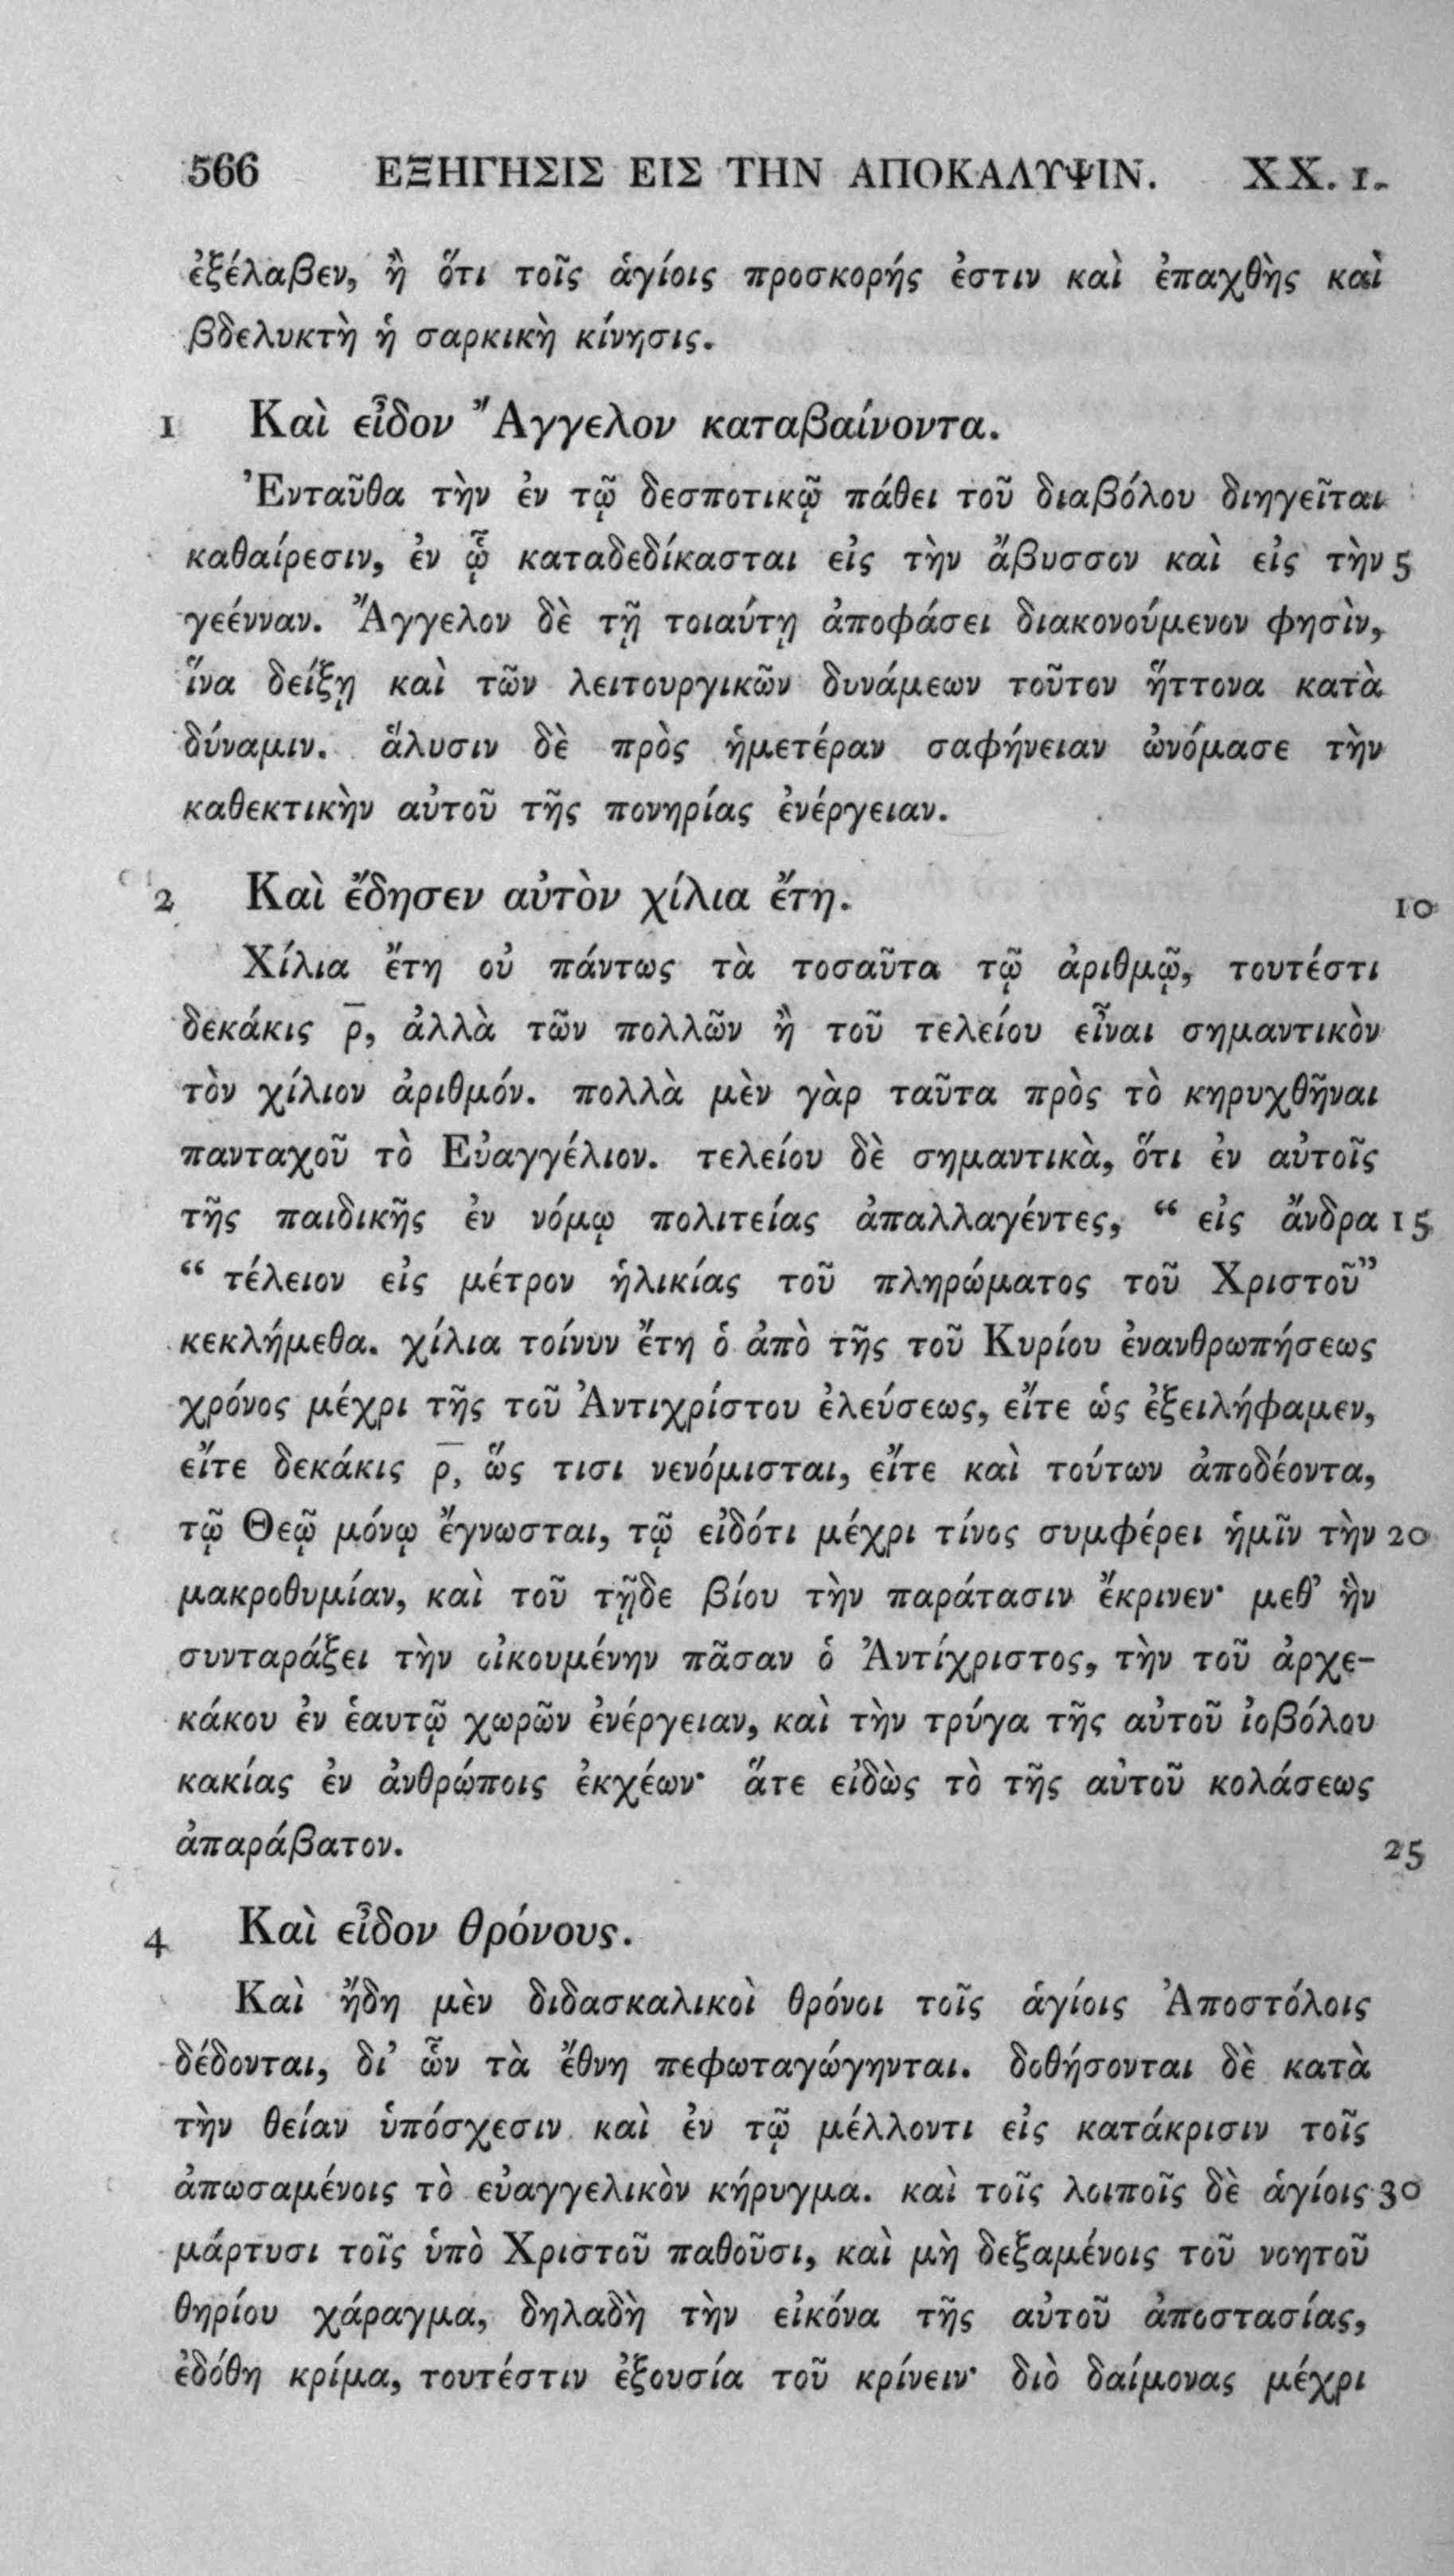 566 ΕΞΗΓΗΣΙΣ ΕΙΣ ΤΗΝ ΑΠΟΚΑΛΥΨΙΝ. XX. 1.
ἐξέλαβεν, ἢ ὅτι τοῖς ἁγίοις προσκορής ἐστιν καὶ ἐπαχθὴς καὶ
βδελυκτὴ ἡ σαρκικὴ κίνησις.
1 Καὶ εἶδον Ἄγγελον καταβαίνοντα.
Ἐνταῦθα τὴν ἐν τῷ δεσποτικῷ πάθει τοῦ διαβόλου διηγεῖται
καθαίρεσιν, ἐν ᾧ καταδεδίκασται εἰς τὴν ἄβυσσον καὶ εἰς τὴν 5
γεένναν. Ἄγγελον δὲ τῇ τοιαύτῃ ἀποφάσει διακονούμενον φησὶν,
ἵνα δείξῃ καὶ τῶν λειτουργικῶν δυνάμεων τοῦτον ἥττονα κατὰ
δύναμιν. ἅλυσιν δὲ πρὸς ἡμετέραν σαφήνειαν ὠνόμασε τὴν
καθεκτικὴν αὐτοῦ τῆς πονηρίας ἐνέργειαν.
2 Καὶ ἔδησεν αὐτὸν χίλια ἔτη. 10
Χίλια ἔτη οὐ πάντως τὰ τοσαῦτα τῷ ἀριθμῷ, τουτέστι
δεκάκις ρ̅, ἀλλὰ τῶν πολλῶν ἢ τοῦ τελείου εἶναι σημαντικὸν
τὸν χίλιον ἀριθμόν. πολλὰ μὲν γὰρ ταῦτα πρὸς τὸ κηρυχθῆναι
πανταχοῦ τὸ Εὐαγγέλιον. τελείου δὲ σημαντικὰ, ὅτι ἐν αὐτοῖς
τῆς παιδικῆς ἐν νόμῳ πολιτείας ἀπαλλαγέντες, “ εἰς ἄνδρα 15
“ τέλειον εἰς μέτρον ἡλικίας τοῦ πληρώματος τοῦ Χριστοῦ”
κεκλήμεθα. χίλια τοίνυν ἔτη ὁ ἀπὸ τῆς τοῦ Κυρίου ἐνανθρωπήσεως
χρόνος μέχρι τῆς τοῦ Ἀντιχρίστου ἐλεύσεως, εἴτε ὡς ἐξειλήφαμεν,
εἴτε δεκάκις ρ̅, ὥς τισι νενόμισται, εἴτε καὶ τούτων ἀποδέοντα,
τῷ Θεῷ μόνῳ ἔγνωσται, τῷ εἰδότι μέχρι τίνος συμφέρει ἡμῖν τὴν 20
μακροθυμίαν, καὶ τοῦ τῇδε βίου τὴν παράτασιν ἔκρινεν· μεθ’ ἣν
συνταράξει τὴν οἰκουμένην πᾶσαν ὁ Ἀντίχριστος, τὴν τοῦ ἀρχε-
κάκου ἐν ἑαυτῷ χωρῶν ἐνέργειαν, καὶ τὴν τρύγα τῆς αὐτοῦ ἰοβόλου
κακίας ἐν ἀνθρώποις ἐκχέων· ἅτε εἰδὼς τὸ τῆς αὐτοῦ κολάσεως
ἀπαράβατον. 25
4 Καὶ εἶδον θρόνους.
Καὶ ἤδη μὲν διδασκαλικοὶ θρόνοι τοῖς ἁγίοις Ἀποστόλοις
δέδονται, δι’ ὧν τὰ ἔθνη πεφωταγώγηνται. δοθήσονται δὲ κατὰ
τὴν θείαν ὑπόσχεσιν καὶ ἐν τῷ μέλλοντι εἰς κατάκρισιν τοῖς
ἀπωσαμένοις τὸ εὐαγγελικὸν κήρυγμα. καὶ τοῖς λοιποῖς δὲ ἁγίοις 30
μάρτυσι τοῖς ὑπὸ Χριστοῦ παθοῦσι, καὶ μὴ δεξαμένοις τοῦ νοητοῦ
θηρίου χάραγμα, δηλαδὴ τὴν εἰκόνα τῆς αὐτοῦ ἀποστασίας,
ἐδόθη κρίμα, τουτέστιν ἐξουσία τοῦ κρίνειν· διὸ δαίμονας μέχρι